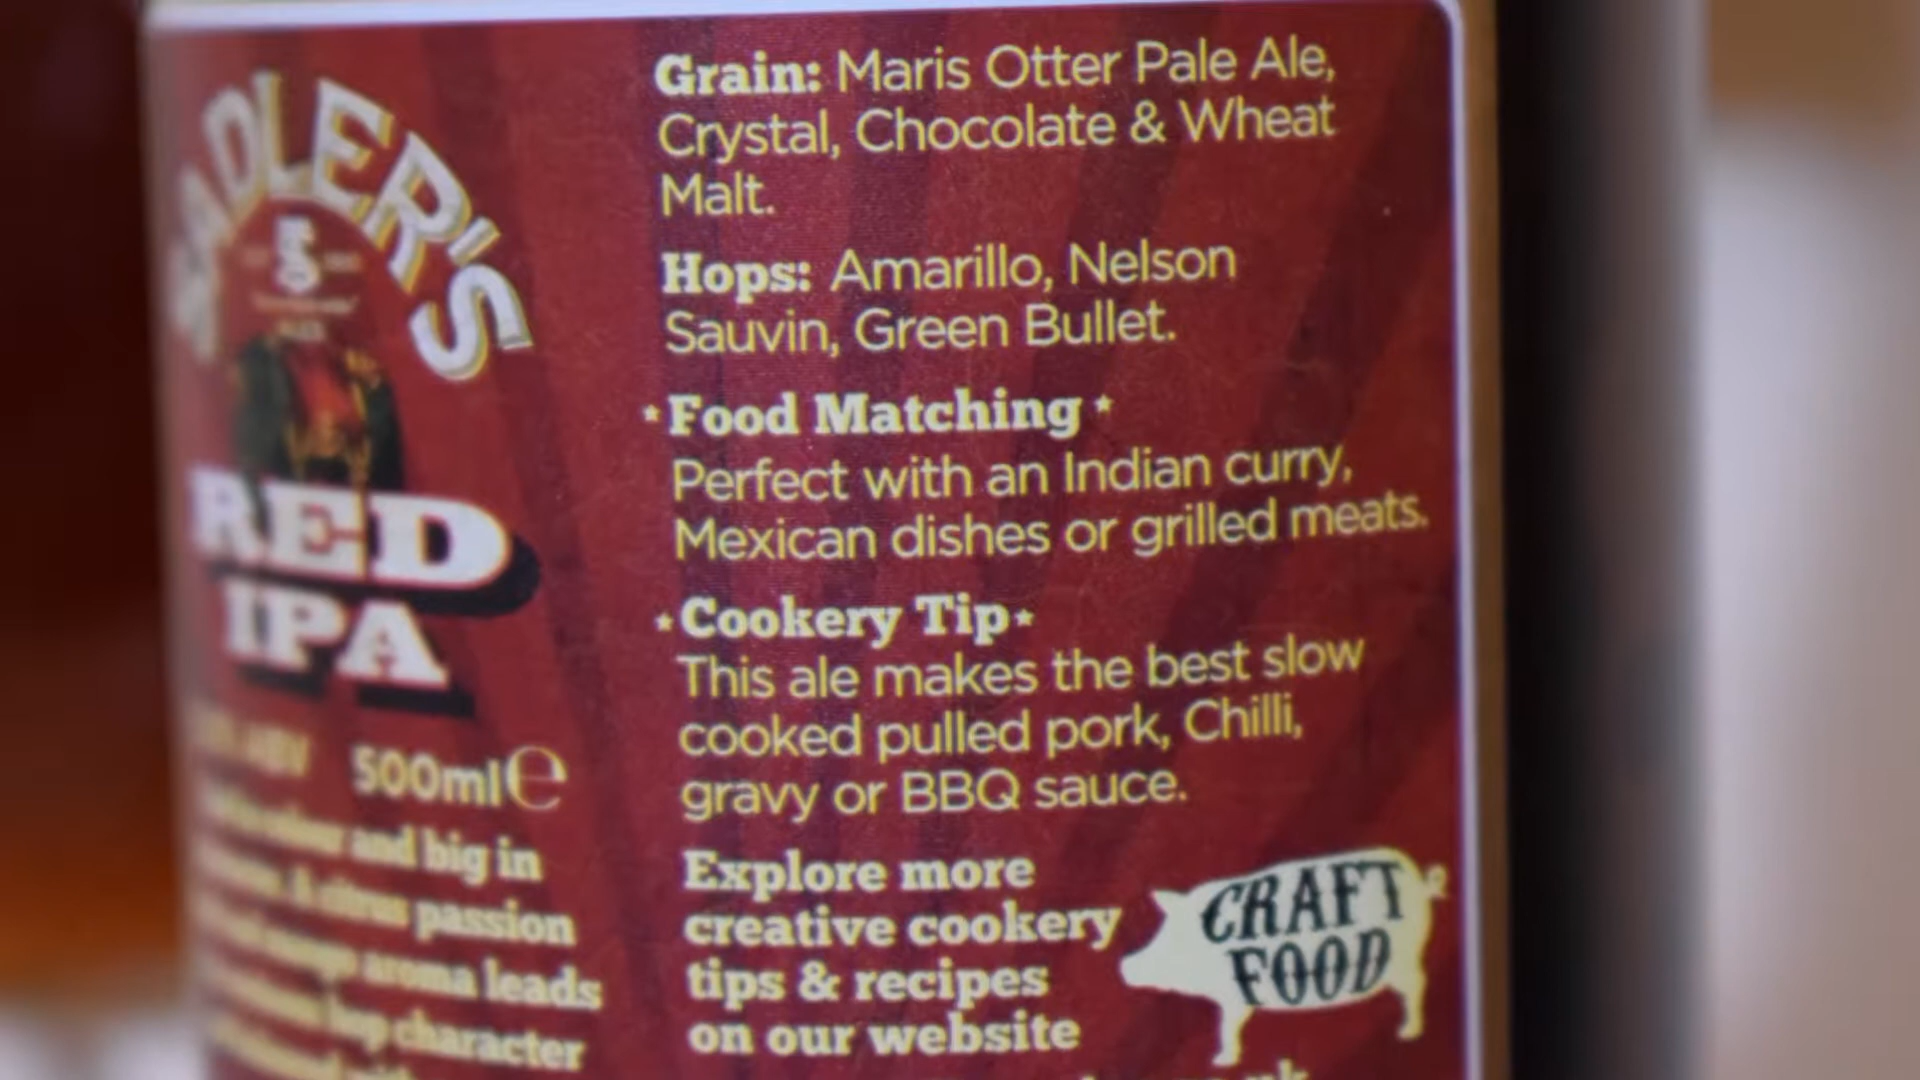 RED
IPA
500ml e
and big in
citrus passion
aroma leads
hop character
Grain: Maris Otter Pale Ale,
Crystal, Chocolate & Wheat
Malt.
Hops: Amarillo, Nelson
Sauvin, Green Bullet.
*Food Matching*
Perfect with an Indian curry,
Mexican dishes or grilled meats.
*Cookery Tip*
This ale makes the best slow
cooked pulled pork, Chilli,
gravy or BBQ sauce.
Explore more
creative cookery
tips & recipes
on our website
CRAFT
FOOD